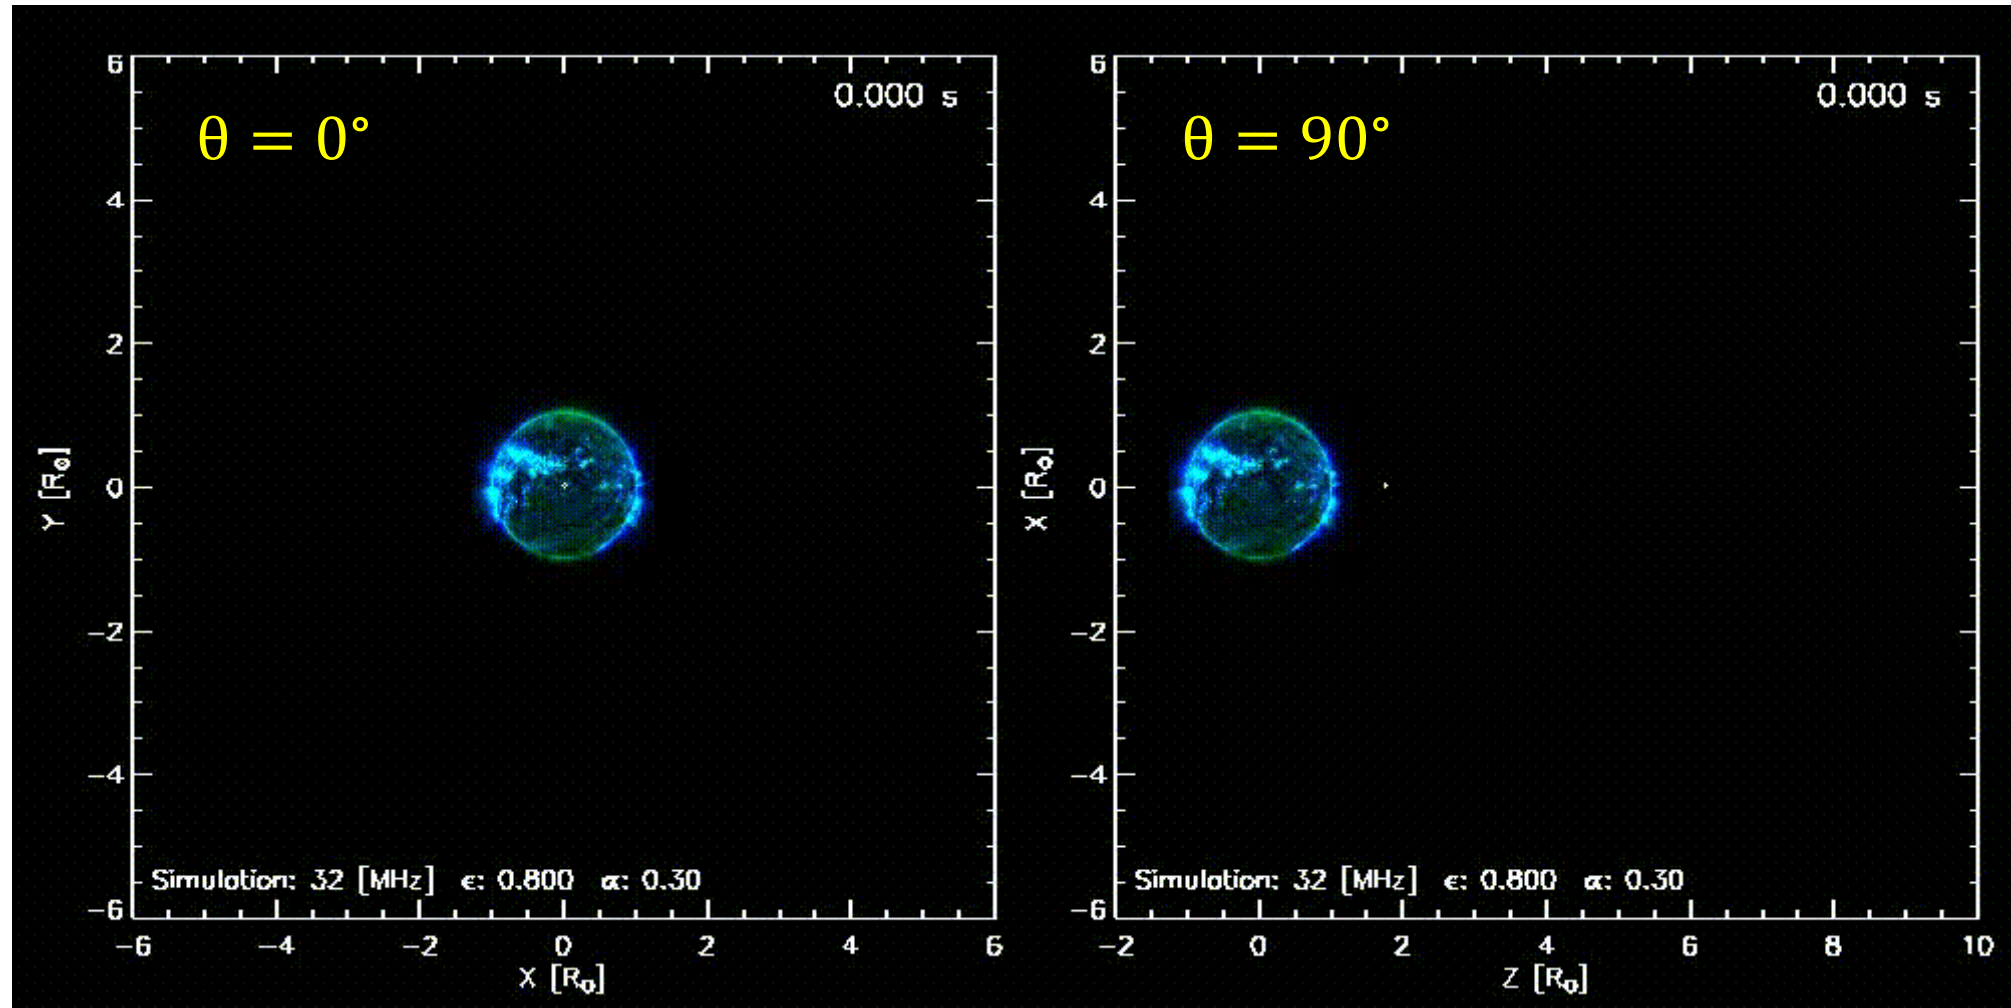 θ = 0°
0.000 s
6
4
2
0
−2
−4
−6
Y [R⊙]
Simulation: 32 [MHz] ϵ: 0.800 α: 0.30
−6 −4 −2 0 2 4 6
X [R⊙]
θ = 90°
0.000 s
6
4
2
0
−2
−4
−6
X [R⊙]
Simulation: 32 [MHz] ϵ: 0.800 α: 0.30
−2 0 2 4 6 8 10
Z [R⊙]